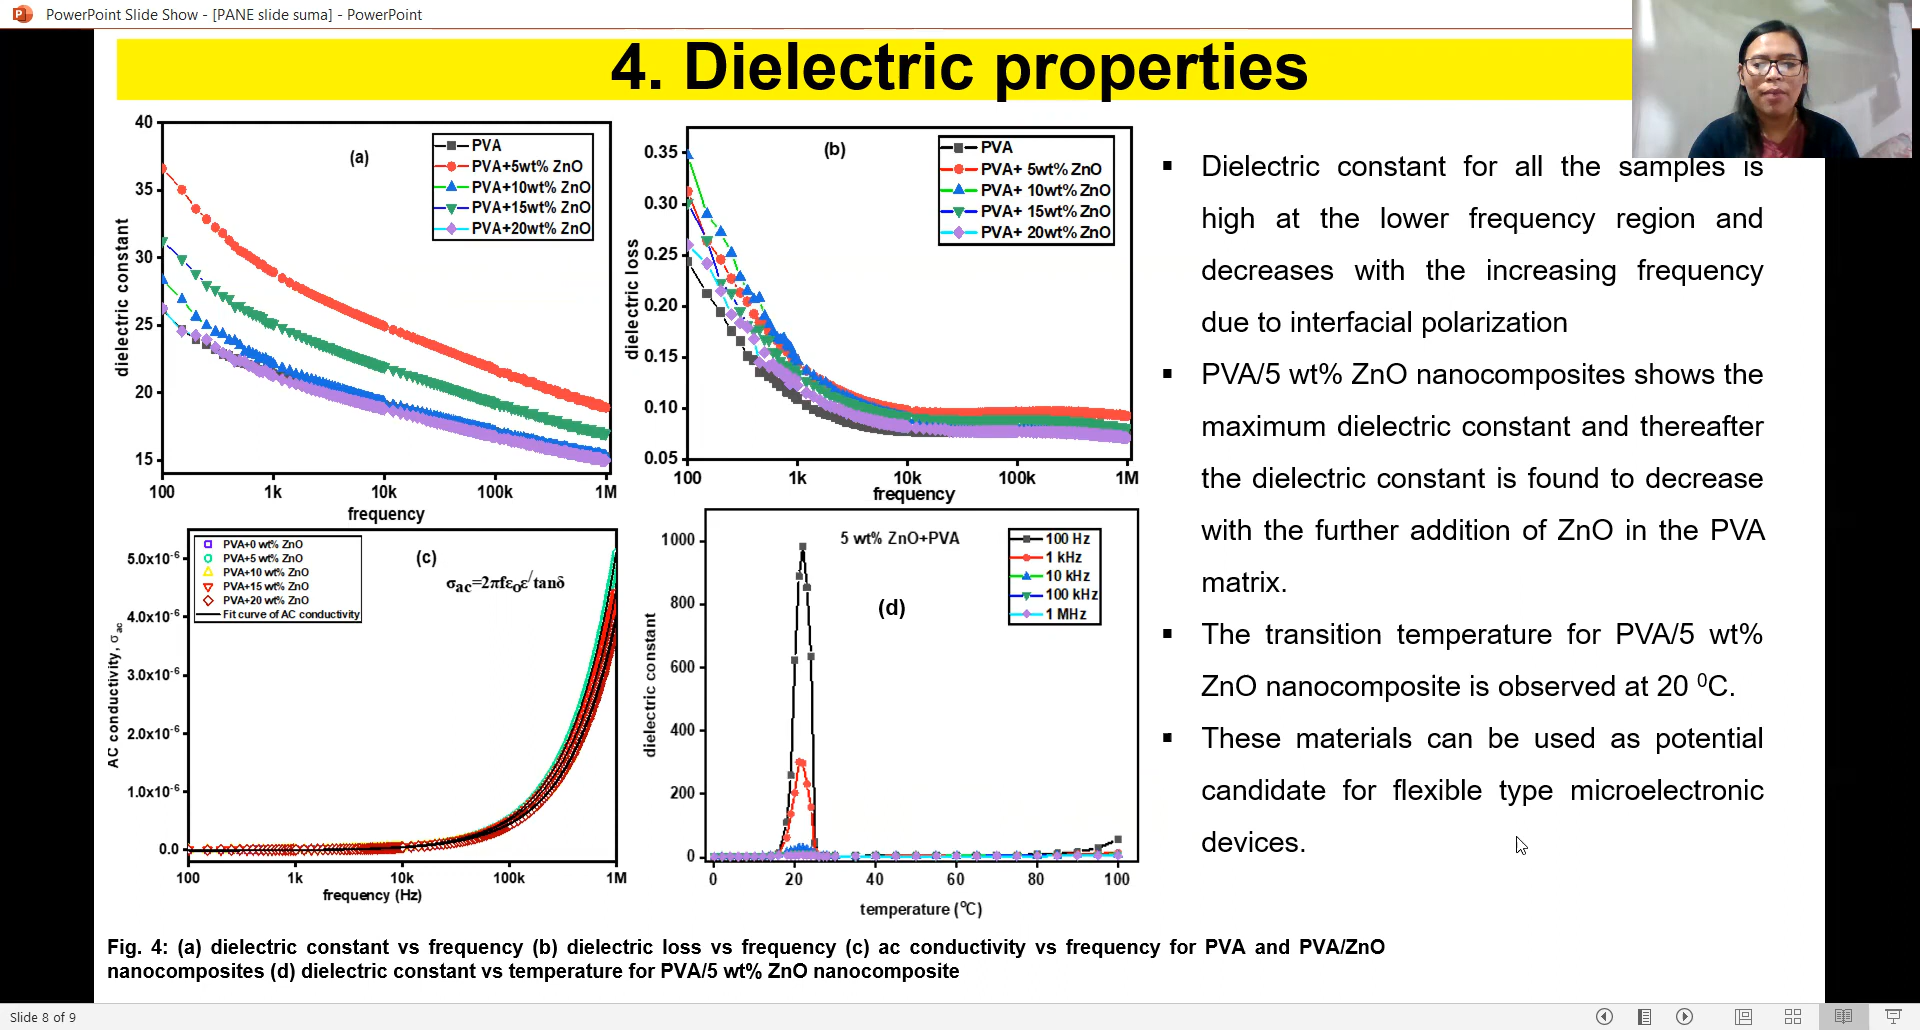 PowerPoint Slide Show - [PANE slide suma] - PowerPoint
4. Dielectric properties
(a)
PVA
PVA+5wt% ZnO
PVA+10wt% ZnO
PVA+15wt% ZnO
PVA+20wt% ZnO
40
35
30
25
20
15
dielectric constant
100 1k 10k 100k 1M
frequency
(b)
PVA
PVA+ 5wt% ZnO
PVA+ 10wt% ZnO
PVA+ 15wt% ZnO
PVA+ 20wt% ZnO
0.35
0.30
0.25
0.20
0.15
0.10
0.05
dielectric loss
100 1k 10k 100k 1M
frequency
PVA+0 wt% ZnO
PVA+5 wt% ZnO
PVA+10 wt% ZnO
PVA+15 wt% ZnO
PVA+20 wt% ZnO
Fit curve of AC conductivity
(c)
σac=2πfε₀ε/tanδ
5.0x10⁻⁶
4.0x10⁻⁶
3.0x10⁻⁶
2.0x10⁻⁶
1.0x10⁻⁶
0.0
AC conductivity, σac
100 1k 10k 100k 1M
frequency (Hz)
5 wt% ZnO+PVA
(d)
100 Hz
1 kHz
10 kHz
100 kHz
1 MHz
1000
800
600
400
200
0
dielectric constant
0 20 40 60 80 100
temperature (⁰C)
▪ Dielectric constant for all the samples is
high at the lower frequency region and
decreases with the increasing frequency
due to interfacial polarization
▪ PVA/5 wt% ZnO nanocomposites shows the
maximum dielectric constant and thereafter
the dielectric constant is found to decrease
with the further addition of ZnO in the PVA
matrix.
▪ The transition temperature for PVA/5 wt%
ZnO nanocomposite is observed at 20 ⁰C.
▪ These materials can be used as potential
candidate for flexible type microelectronic
devices.
Fig. 4: (a) dielectric constant vs frequency (b) dielectric loss vs frequency (c) ac conductivity vs frequency for PVA and PVA/ZnO
nanocomposites (d) dielectric constant vs temperature for PVA/5 wt% ZnO nanocomposite
Slide 8 of 9